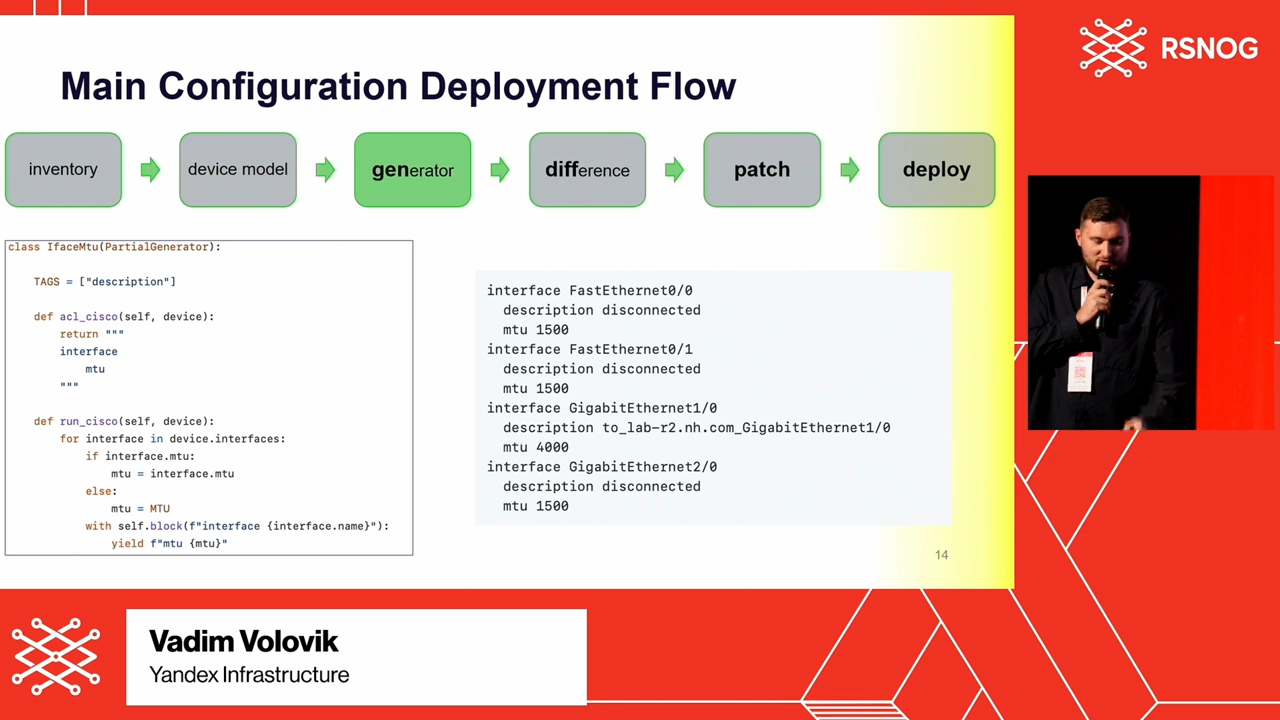 RSNOG
Main Configuration Deployment Flow
inventory
device model
generator
difference
patch
deploy
class IfaceMtu(PartialGenerator):
TAGS = ["description"]
def acl_cisco(self, device):
return """
interface
mtu
"""
def run_cisco(self, device):
for interface in device.interfaces:
if interface.mtu:
mtu = interface.mtu
else:
mtu = MTU
with self.block(f"interface {interface.name}"):
yield f"mtu {mtu}"
interface FastEthernet0/0
description disconnected
mtu 1500
interface FastEthernet0/1
description disconnected
mtu 1500
interface GigabitEthernet1/0
description to_lab-r2.nh.com_GigabitEthernet1/0
mtu 4000
interface GigabitEthernet2/0
description disconnected
mtu 1500
14
Vadim Volovik
Yandex Infrastructure